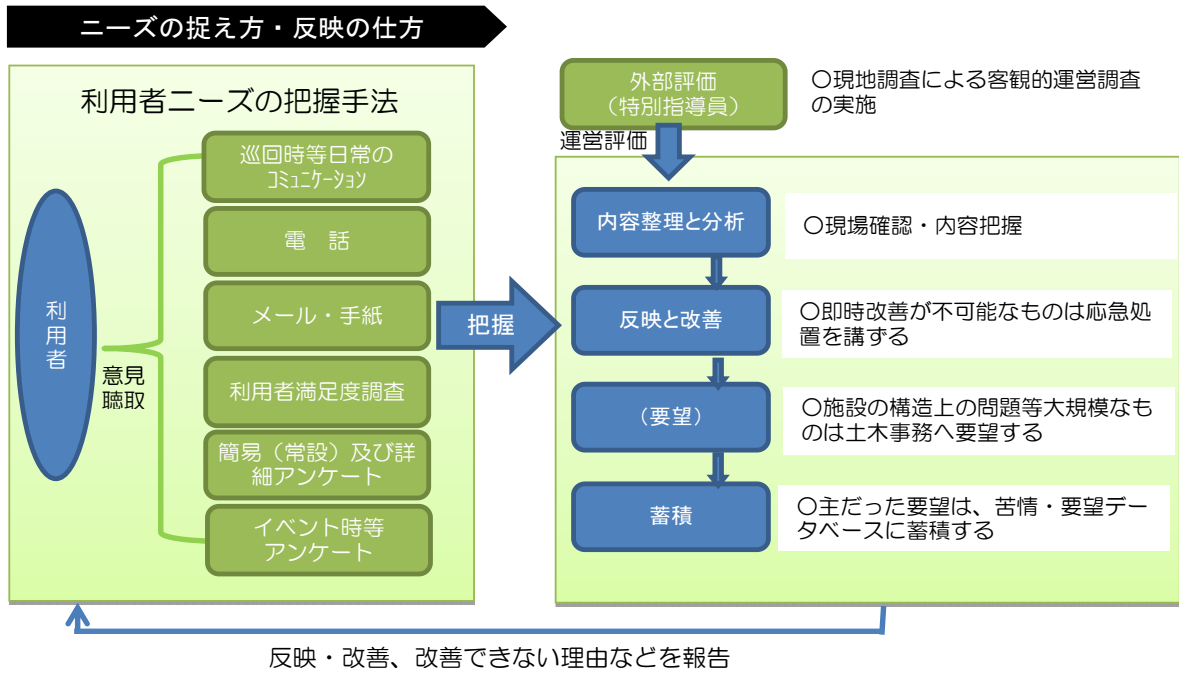 ニーズの捉え方・反映の仕方
利用者ニーズの把握手法
利
用
者
意見
聴取
巡回時等日常の
ｺﾐｭﾆｹｰｼｮﾝ
電　話
メール・手紙
利用者満足度調査
簡易（常設）及び詳
細アンケート
イベント時等
アンケート
把握
外部評価
（特別指導員）
〇現地調査による客観的運営調査
の実施
運営評価
内容整理と分析
〇現場確認・内容把握
反映と改善
〇即時改善が不可能なものは応急処
置を講ずる
（要望）
〇施設の構造上の問題等大規模なも
のは土木事務へ要望する
蓄積
〇主だった要望は、苦情・要望デー
タベースに蓄積する
反映・改善、改善できない理由などを報告